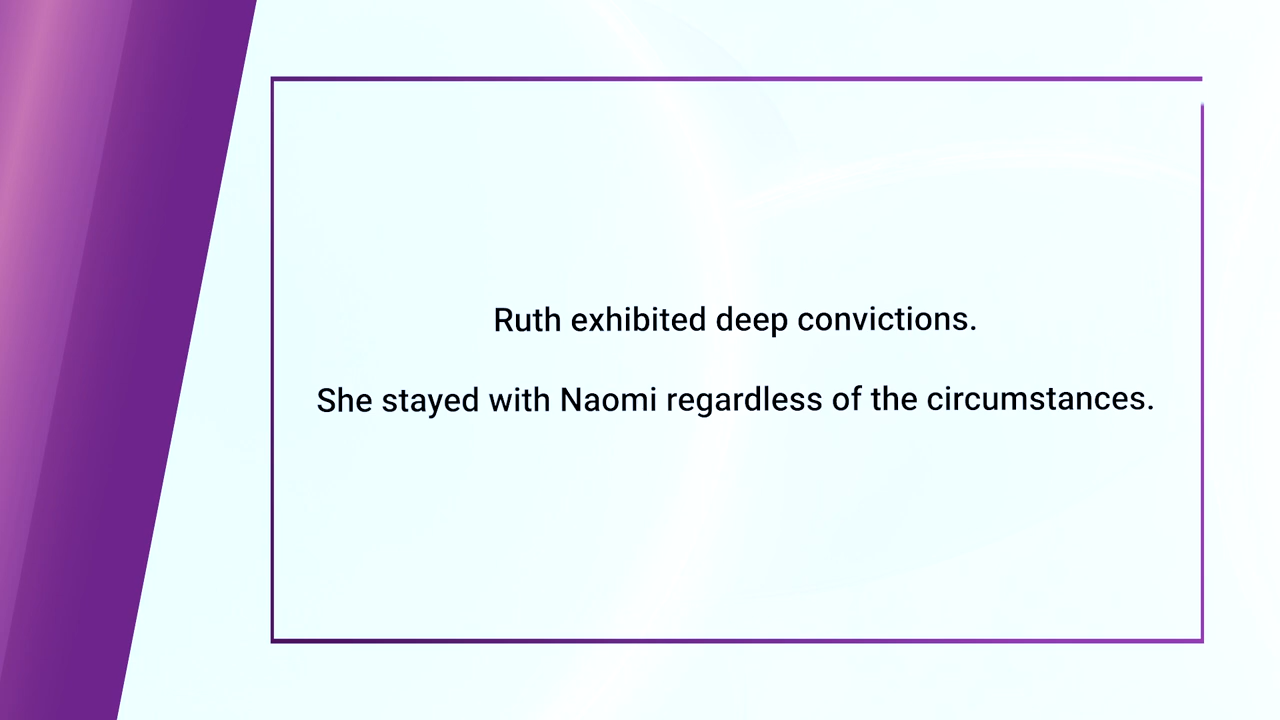 Ruth exhibited deep convictions.
She stayed with Naomi regardless of the circumstances.